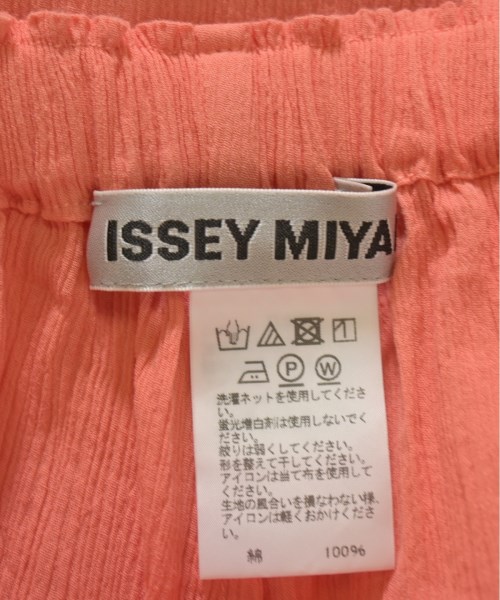 ISSEY MIYA
P W
洗濯ネットを使用してくださ
い。
蛍光増白剤は使用しないでく
ださい。
絞りは弱くしてください。
形を整えて干してください。
アイロンは当て布を使用して
ください。
生地の風合いを損なわない様、
アイロンは軽くおかけくださ
い。
綿 10096